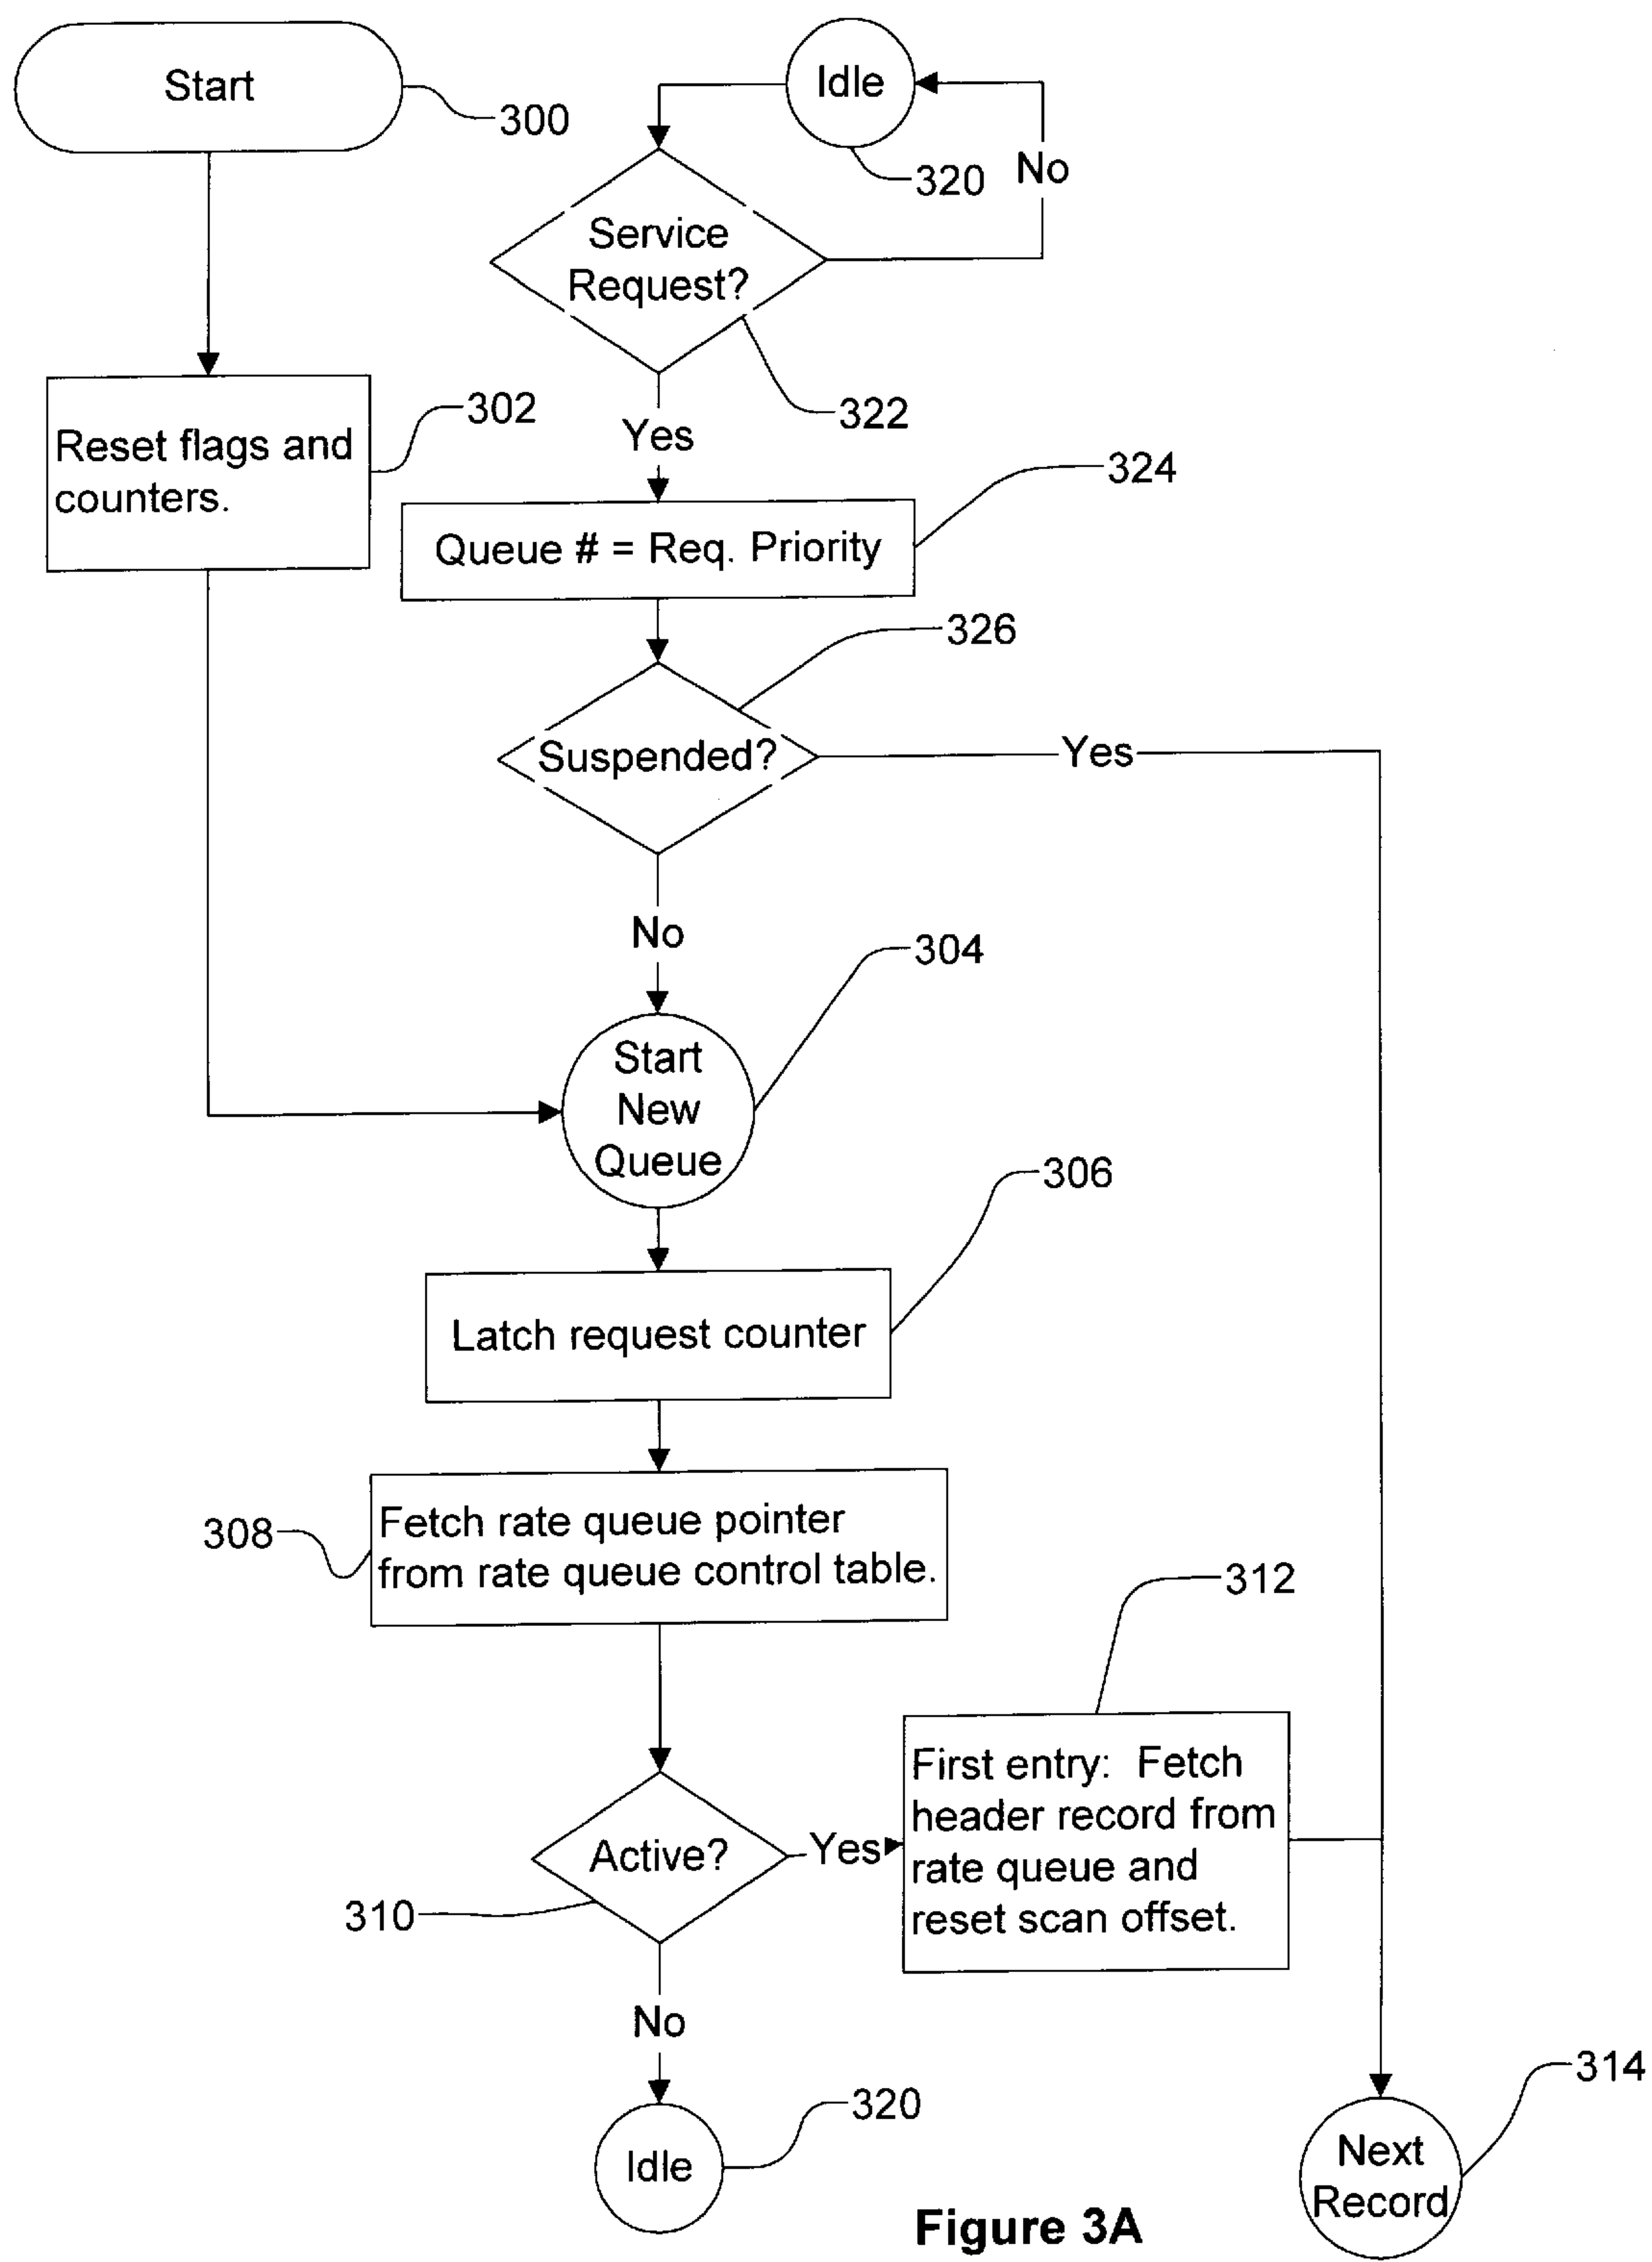 Start
300
Idle
320
No
Service
Request?
322
Yes
302
Reset flags and
counters.
324
Queue # = Req. Priority
326
Suspended?
Yes
No
304
Start
New
Queue
306
Latch request counter
308
Fetch rate queue pointer
from rate queue control table.
312
First entry:  Fetch
header record from
rate queue and
reset scan offset.
Active?
Yes
310
No
314
320
Idle
Next
Record
Figure 3A